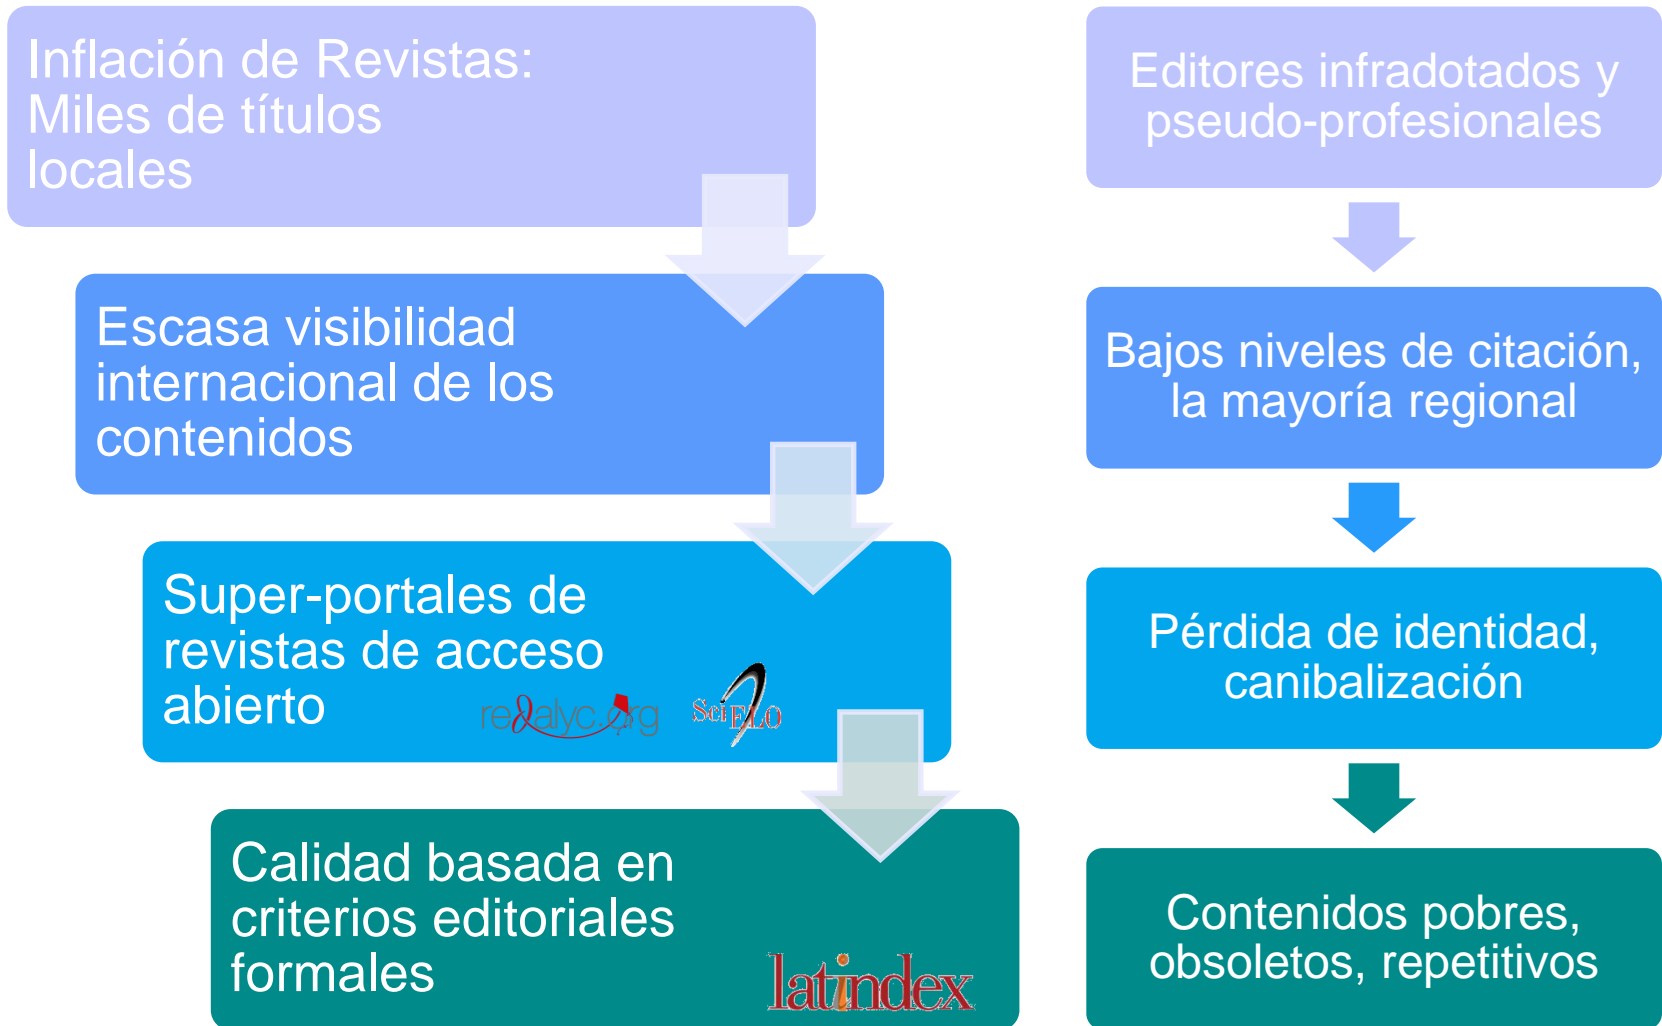 Inflación de Revistas:
Miles de títulos
locales
Escasa visibilidad
internacional de los
contenidos
Super-portales de
revistas de acceso
abierto
redalyc.org
SciELO
Calidad basada en
criterios editoriales
formales
latindex
Editores infradotados y
pseudo-profesionales
Bajos niveles de citación,
la mayoría regional
Pérdida de identidad,
canibalización
Contenidos pobres,
obsoletos, repetitivos